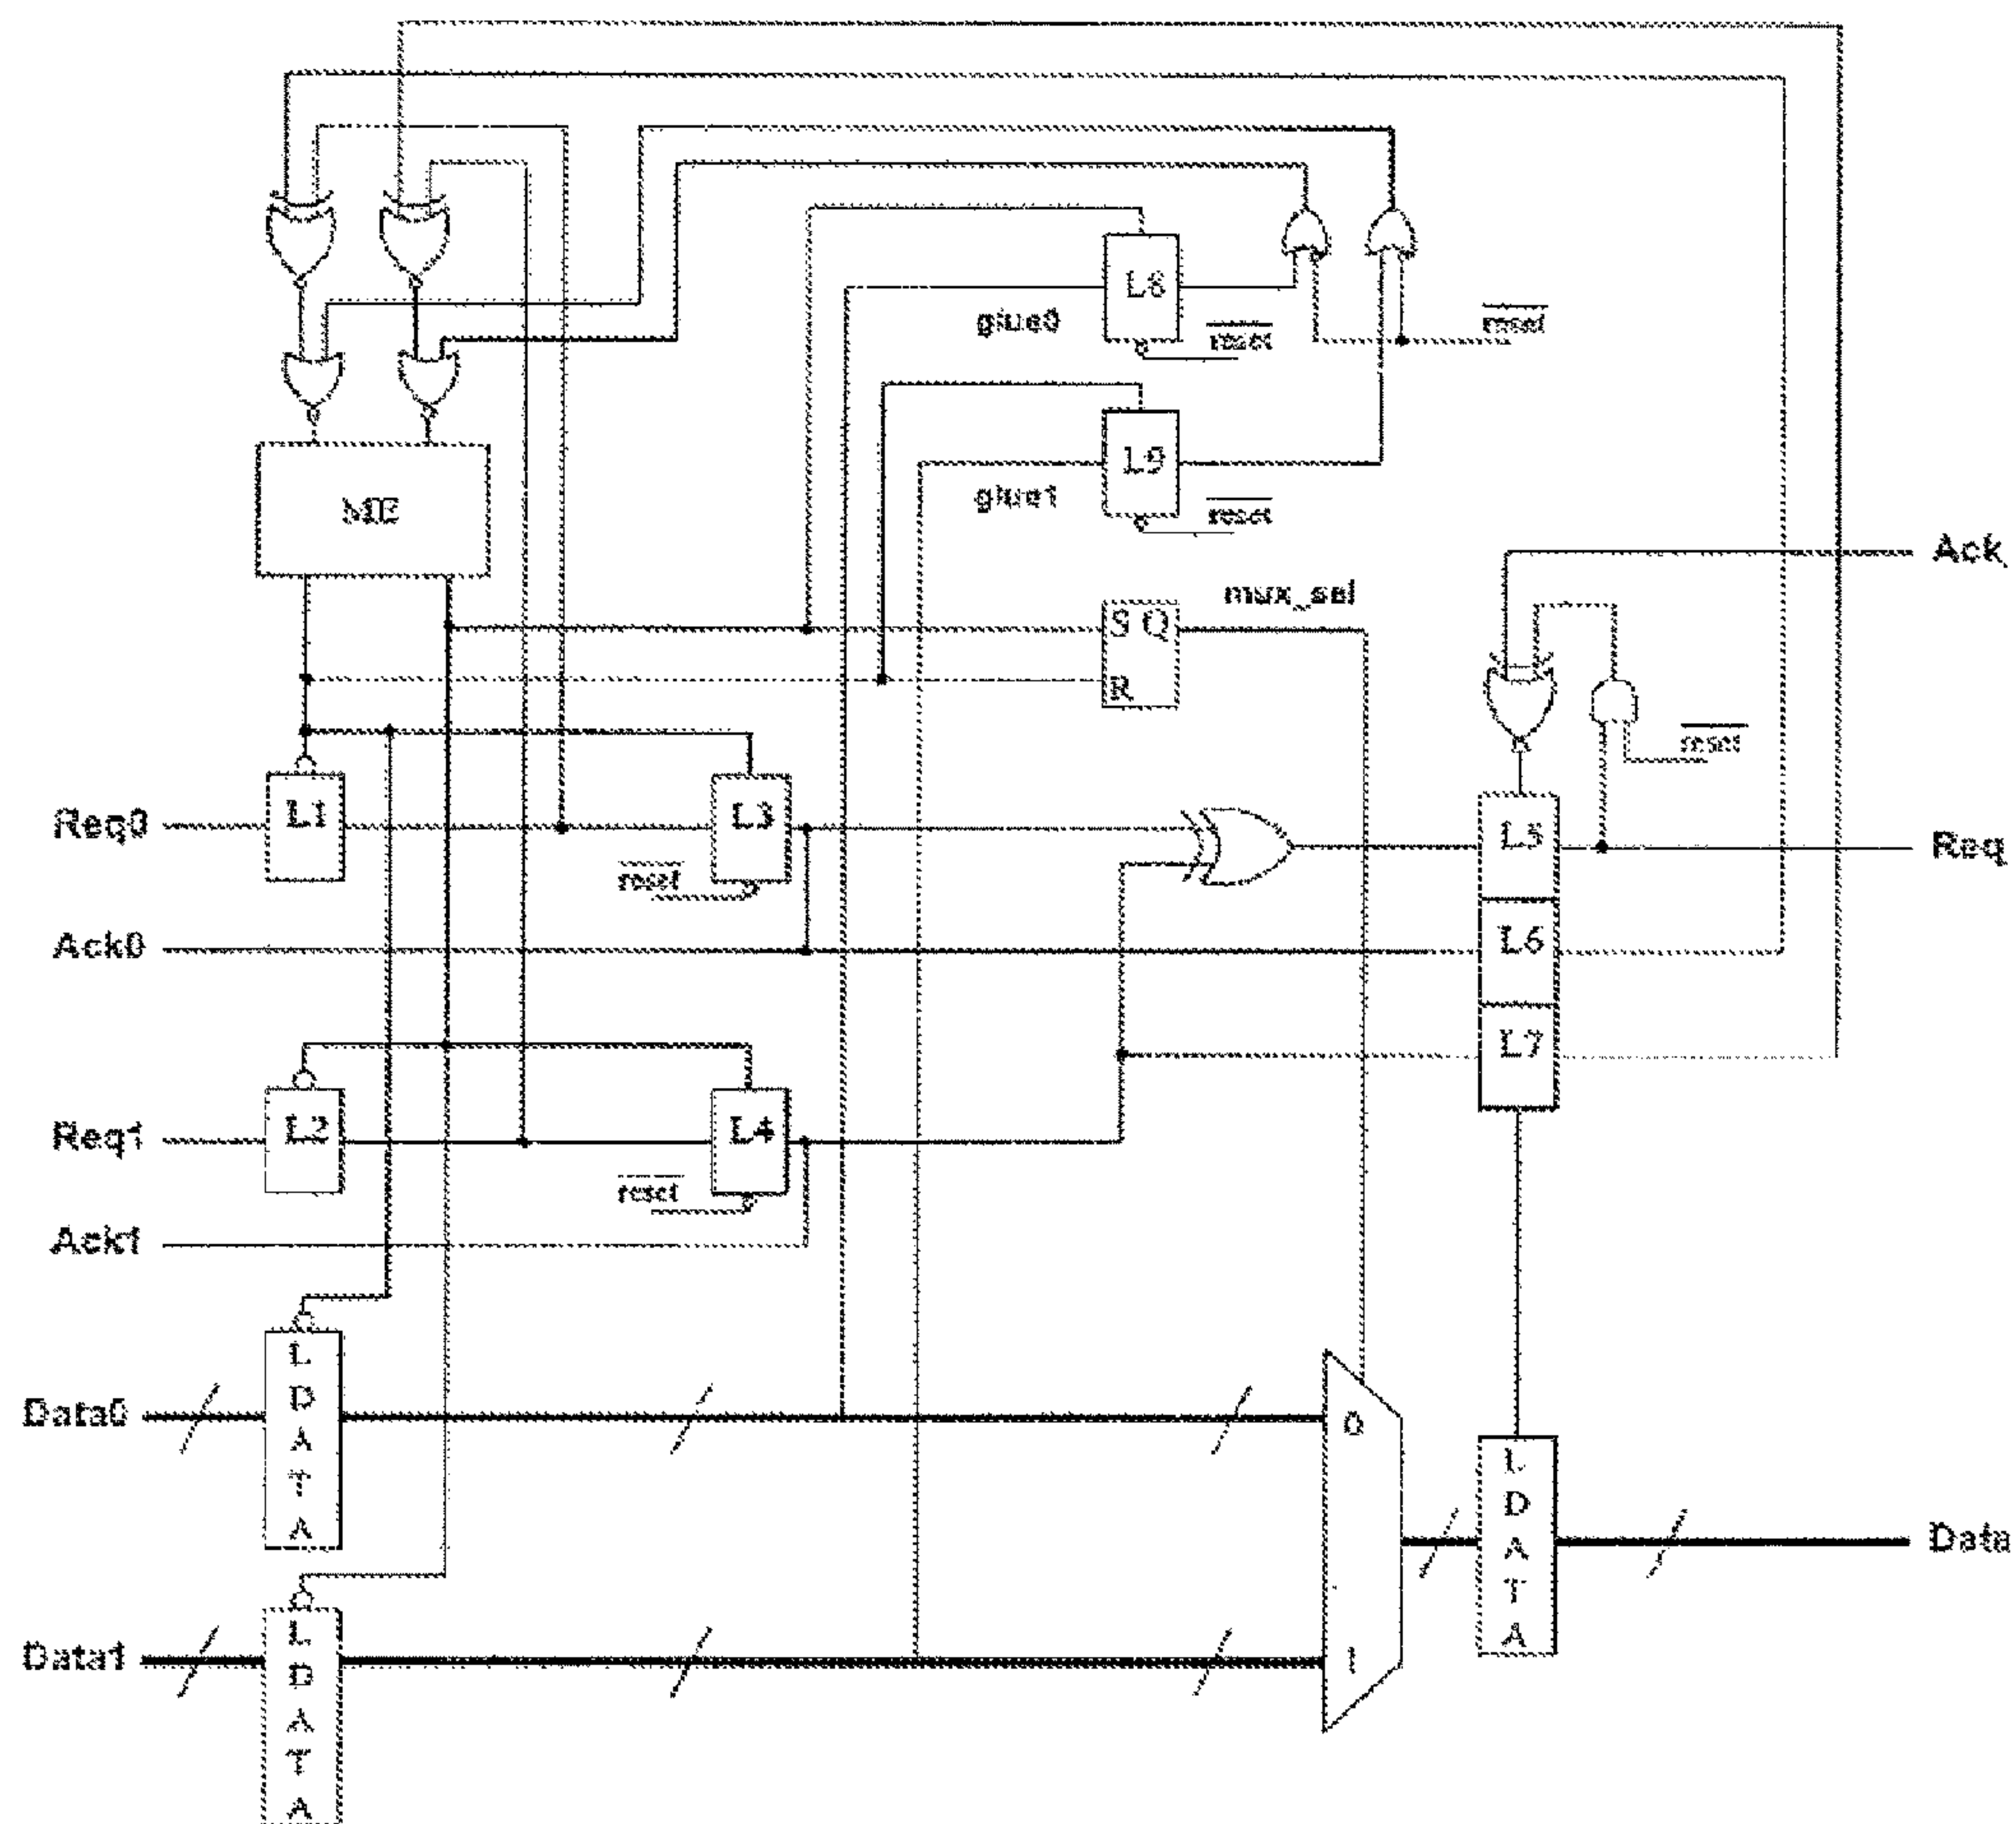 L8
glue0
reset
reset
L9
glue1
reset
ME
Ack
mux_sel
S Q
R
reset
Req0
L1
L3
reset
L5
Req
Ack0
L6
L7
Req1
L2
L4
reset
Ack1
Data0
L
D
A
T
A
0
L
D
A
T
A
Data
Data1
L
D
A
T
A
1